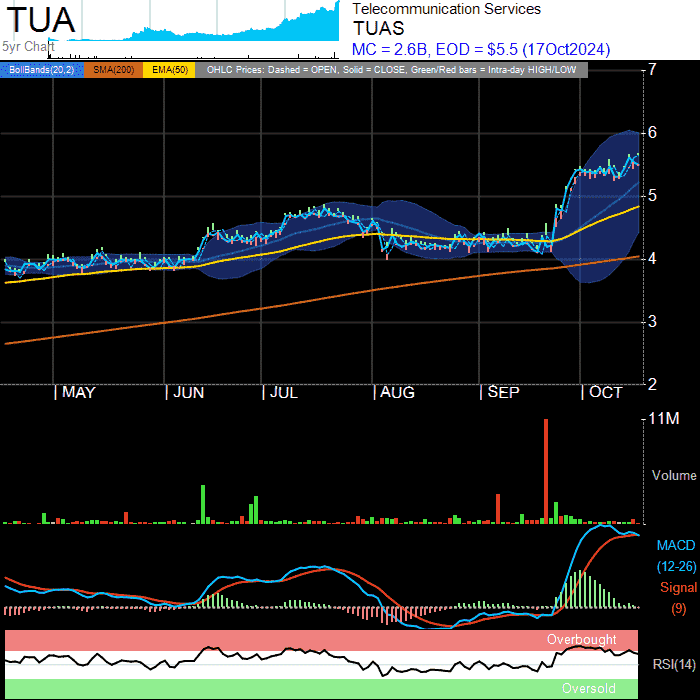 TUA
5yr Chart
Telecommunication Services
TUAS
MC = 2.6B, EOD = $5.5 (17Oct2024)
BollBands(20,2) SMA(200) EMA(50) OHLC Prices: Dashed = OPEN, Solid = CLOSE, Green/Red bars = Intra-day HIGH/LOW
7
6
5
4
3
2
MAY JUN JUL AUG SEP OCT
11M
Volume
MACD
(12-26)
Signal
(9)
Overbought
RSI(14)
Oversold